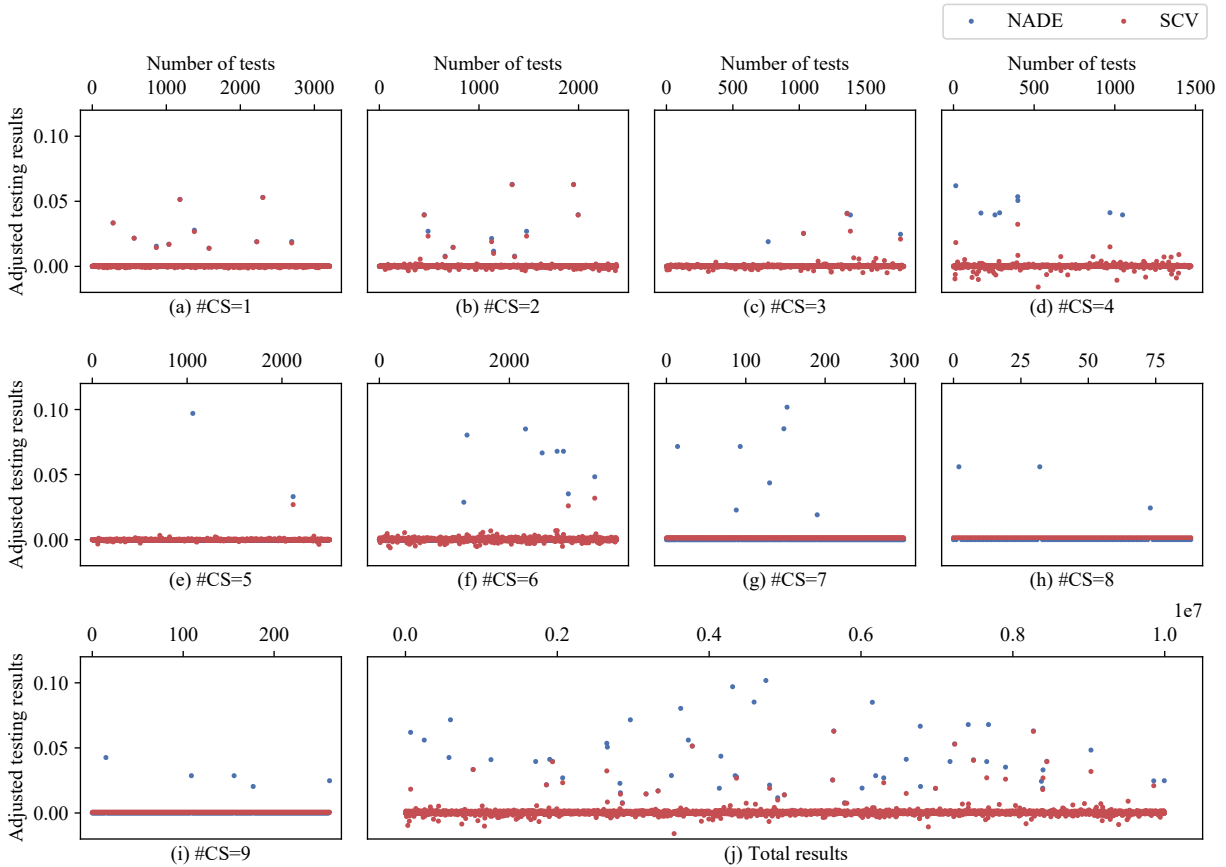 NADE SCV
Number of tests Number of tests Number of tests Number of tests
0 1000 2000 3000 0 1000 2000 0 500 1000 1500 0 500 1000 1500
Adjusted testing results
0.10
0.05
0.00
(a) #CS=1 (b) #CS=2 (c) #CS=3 (d) #CS=4
0 1000 2000 0 2000 0 100 200 300 0 25 50 75
Adjusted testing results
0.10
0.05
0.00
(e) #CS=5 (f) #CS=6 (g) #CS=7 (h) #CS=8
1e7
0 100 200 0.0 0.2 0.4 0.6 0.8 1.0
Adjusted testing results
0.10
0.05
0.00
(i) #CS=9 (j) Total results